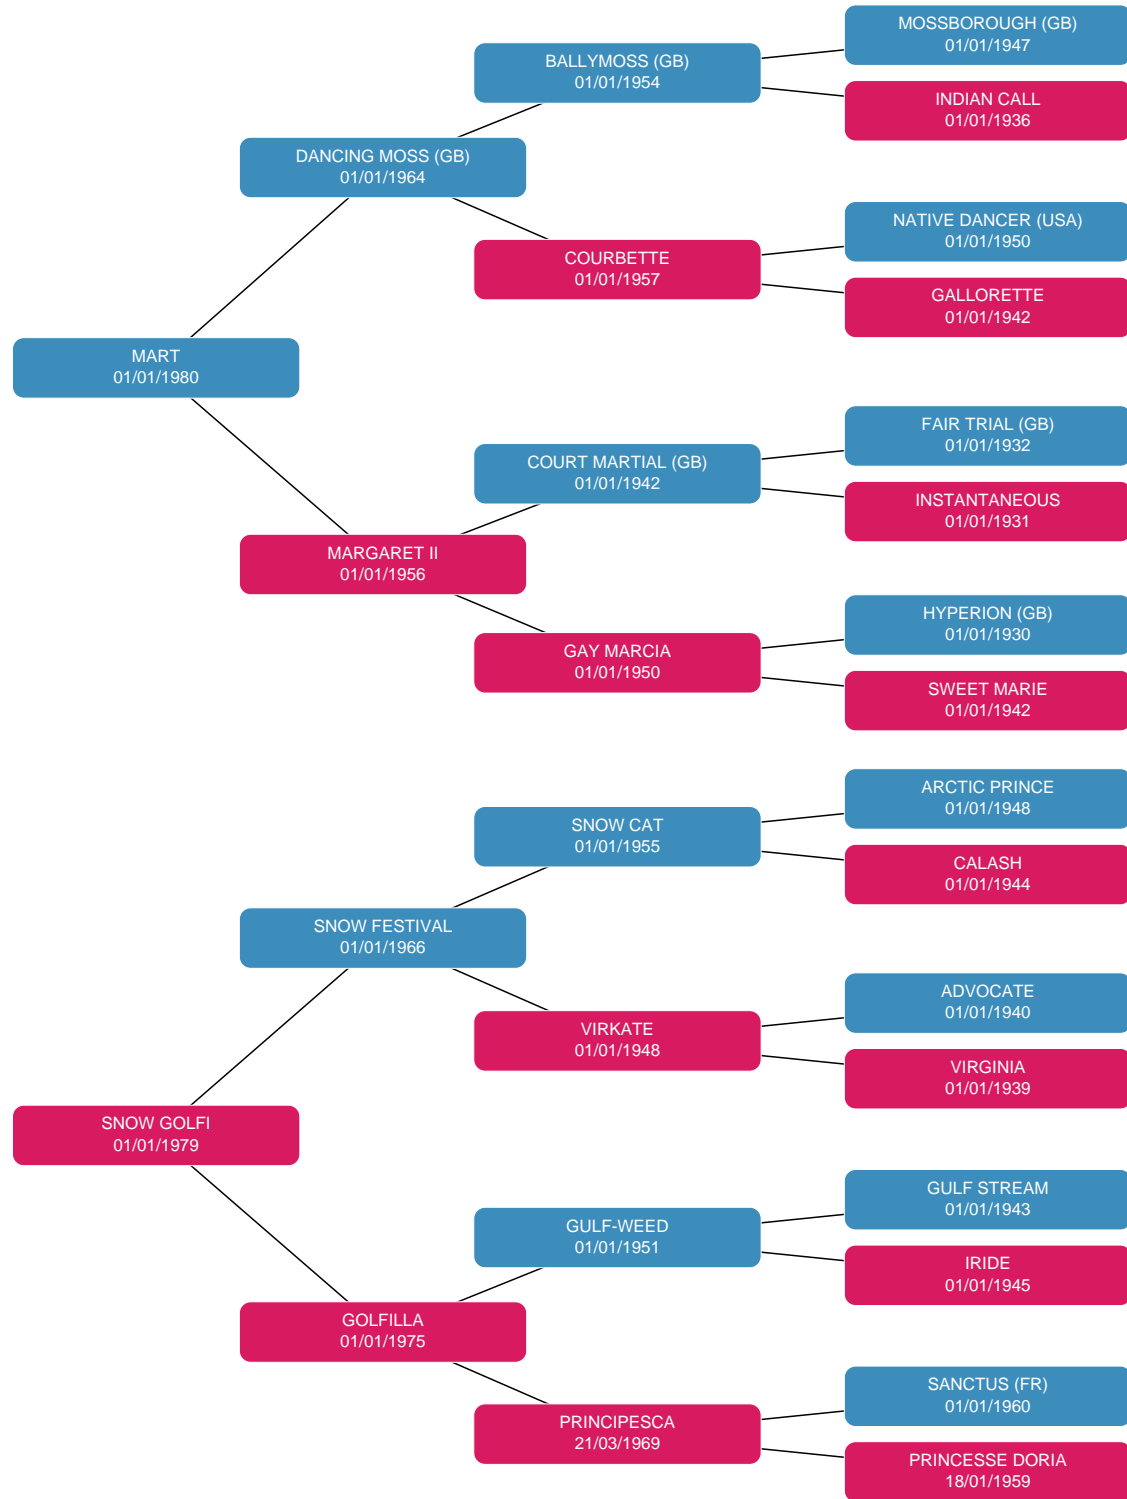 MOSSBOROUGH (GB)
01/01/1947
BALLYMOSS (GB)
01/01/1954
INDIAN CALL
01/01/1936
DANCING MOSS (GB)
01/01/1964
NATIVE DANCER (USA)
01/01/1950
COURBETTE
01/01/1957
GALLORETTE
01/01/1942
MART
01/01/1980
FAIR TRIAL (GB)
01/01/1932
COURT MARTIAL (GB)
01/01/1942
INSTANTANEOUS
01/01/1931
MARGARET II
01/01/1956
HYPERION (GB)
01/01/1930
GAY MARCIA
01/01/1950
SWEET MARIE
01/01/1942
ARCTIC PRINCE
01/01/1948
SNOW CAT
01/01/1955
CALASH
01/01/1944
SNOW FESTIVAL
01/01/1966
ADVOCATE
01/01/1940
VIRKATE
01/01/1948
VIRGINIA
01/01/1939
SNOW GOLFI
01/01/1979
GULF STREAM
01/01/1943
GULF-WEED
01/01/1951
IRIDE
01/01/1945
GOLFILLA
01/01/1975
SANCTUS (FR)
01/01/1960
PRINCIPESCA
21/03/1969
PRINCESSE DORIA
18/01/1959